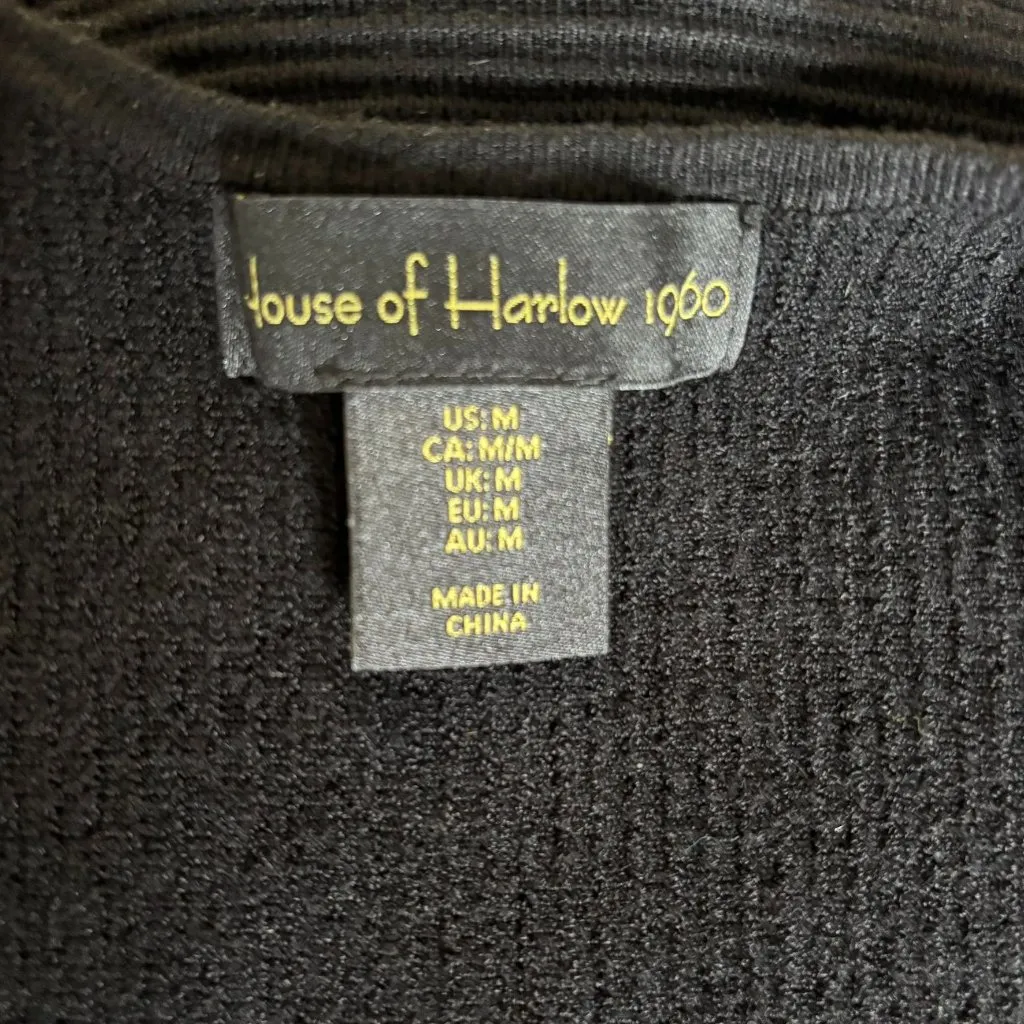 House of Harlow 1960
US: M
CA: M/M
UK: M
EU: M
AU: M
MADE IN
CHINA